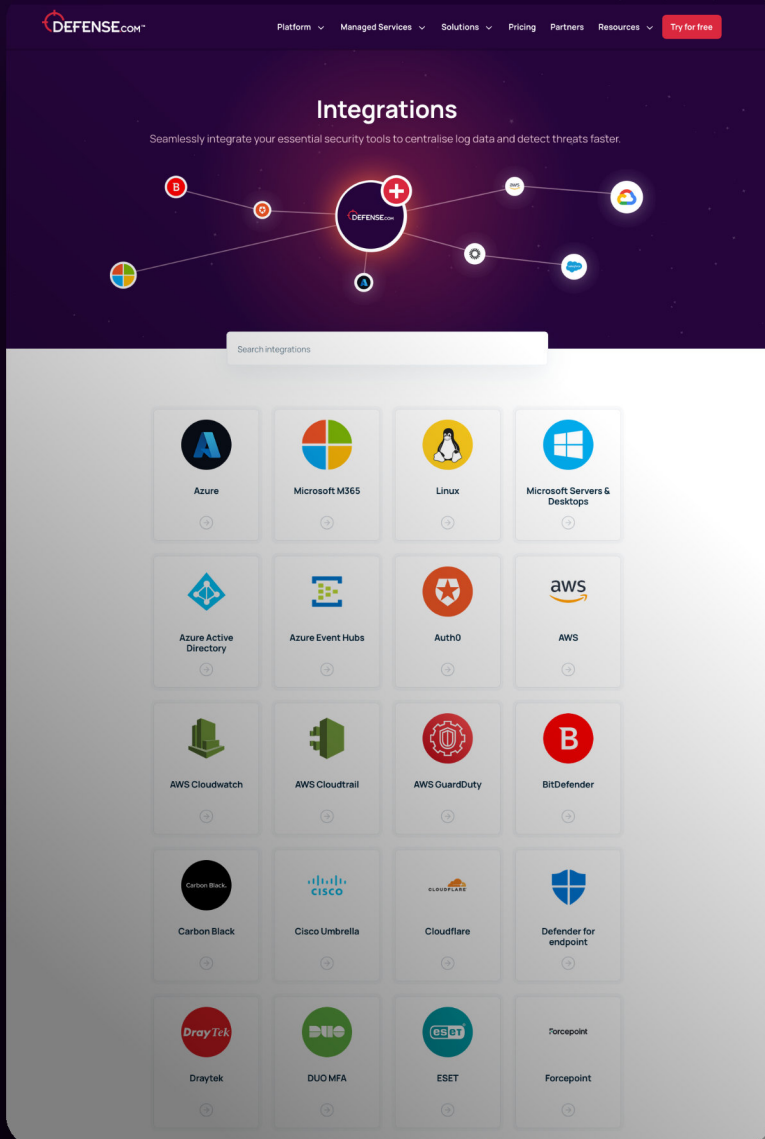 DEFENSE.COM™
Platform
Managed Services
Solutions
Pricing
Partners
Resources
Try for free
Integrations
Seamlessly integrate your essential security tools to centralise log data and detect threats faster.
B
aws
DEFENSE.COM
salesforce
Search integrations
Azure
Microsoft M365
Linux
Microsoft Servers &
Desktops
aws
Azure Active
Directory
Azure Event Hubs
Auth0
AWS
B
AWS Cloudwatch
AWS Cloudtrail
AWS GuardDuty
BitDefender
Carbon Black.
CISCO
CLOUDFLARE
Carbon Black
Cisco Umbrella
Cloudflare
Defender for
endpoint
DrayTek
DUO
eseT
Forcepoint
Draytek
DUO MFA
ESET
Forcepoint